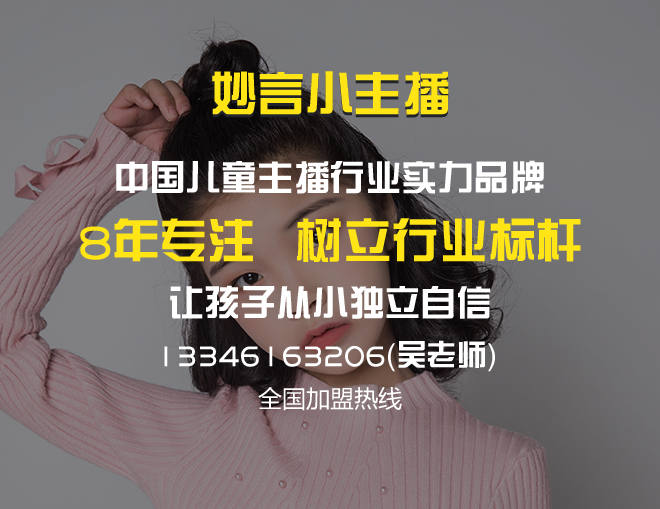 妙言小主播
中国儿童主播行业实力品牌
8年专注 树立行业标杆
让孩子从小独立自信
13346163206(吴老师)
全国加盟热线